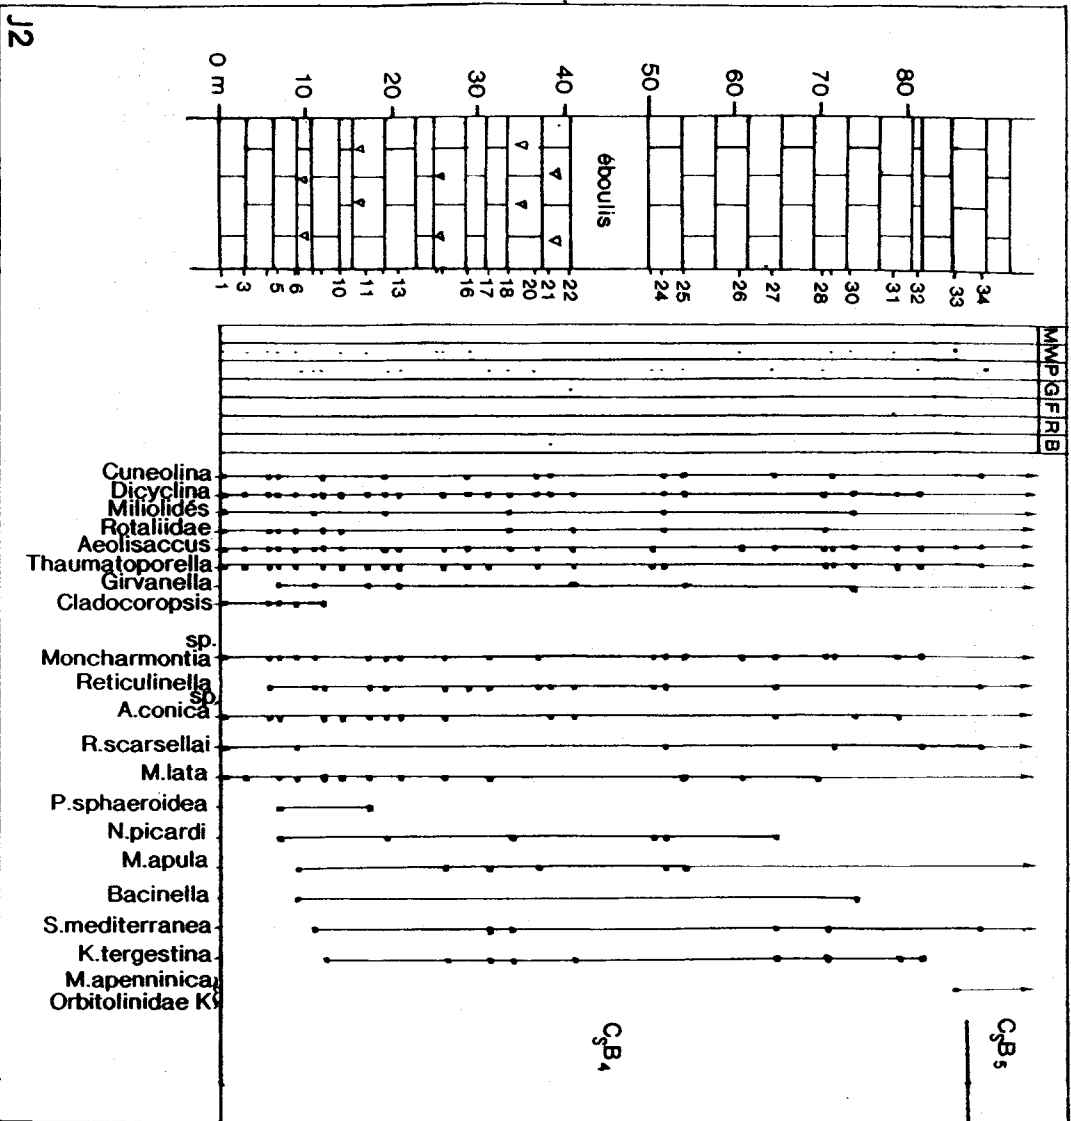 J2
0 m 10 20 30 40 50 60 70 80
éboulis
1 3 5 6 10 11 13 16 17 18 20 21 22 24 25 26 27 28 30 31 32 33 34
M W P G F R B
Cuneolina
Dicyclina
Miliolidés
Rotaliidae
Aeolisaccus
Thaumatoporella
Girvanella
Cladocoropsis
sp.
Moncharmontia
Reticulinella
sp.
A.conica
R.scarsellai
M.lata
P.sphaeroidea
N.picardi
M.apula
Bacinella
S.mediterranea
K.tergestina
M.apenninica
Orbitolinidae K
CsB4
CsB5